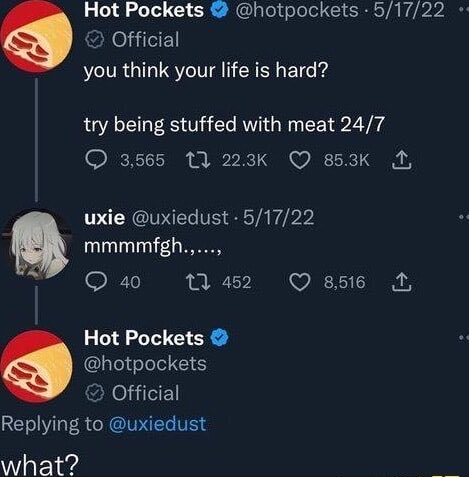 Hot Pockets @hotpockets · 5/17/22
Official
you think your life is hard?
try being stuffed with meat 24/7
3,565 22.3K 85.3K
uxie @uxiedust · 5/17/22
mmmmfgh.,...,
40 452 8,516
Hot Pockets
@hotpockets
Official
Replying to @uxiedust
what?